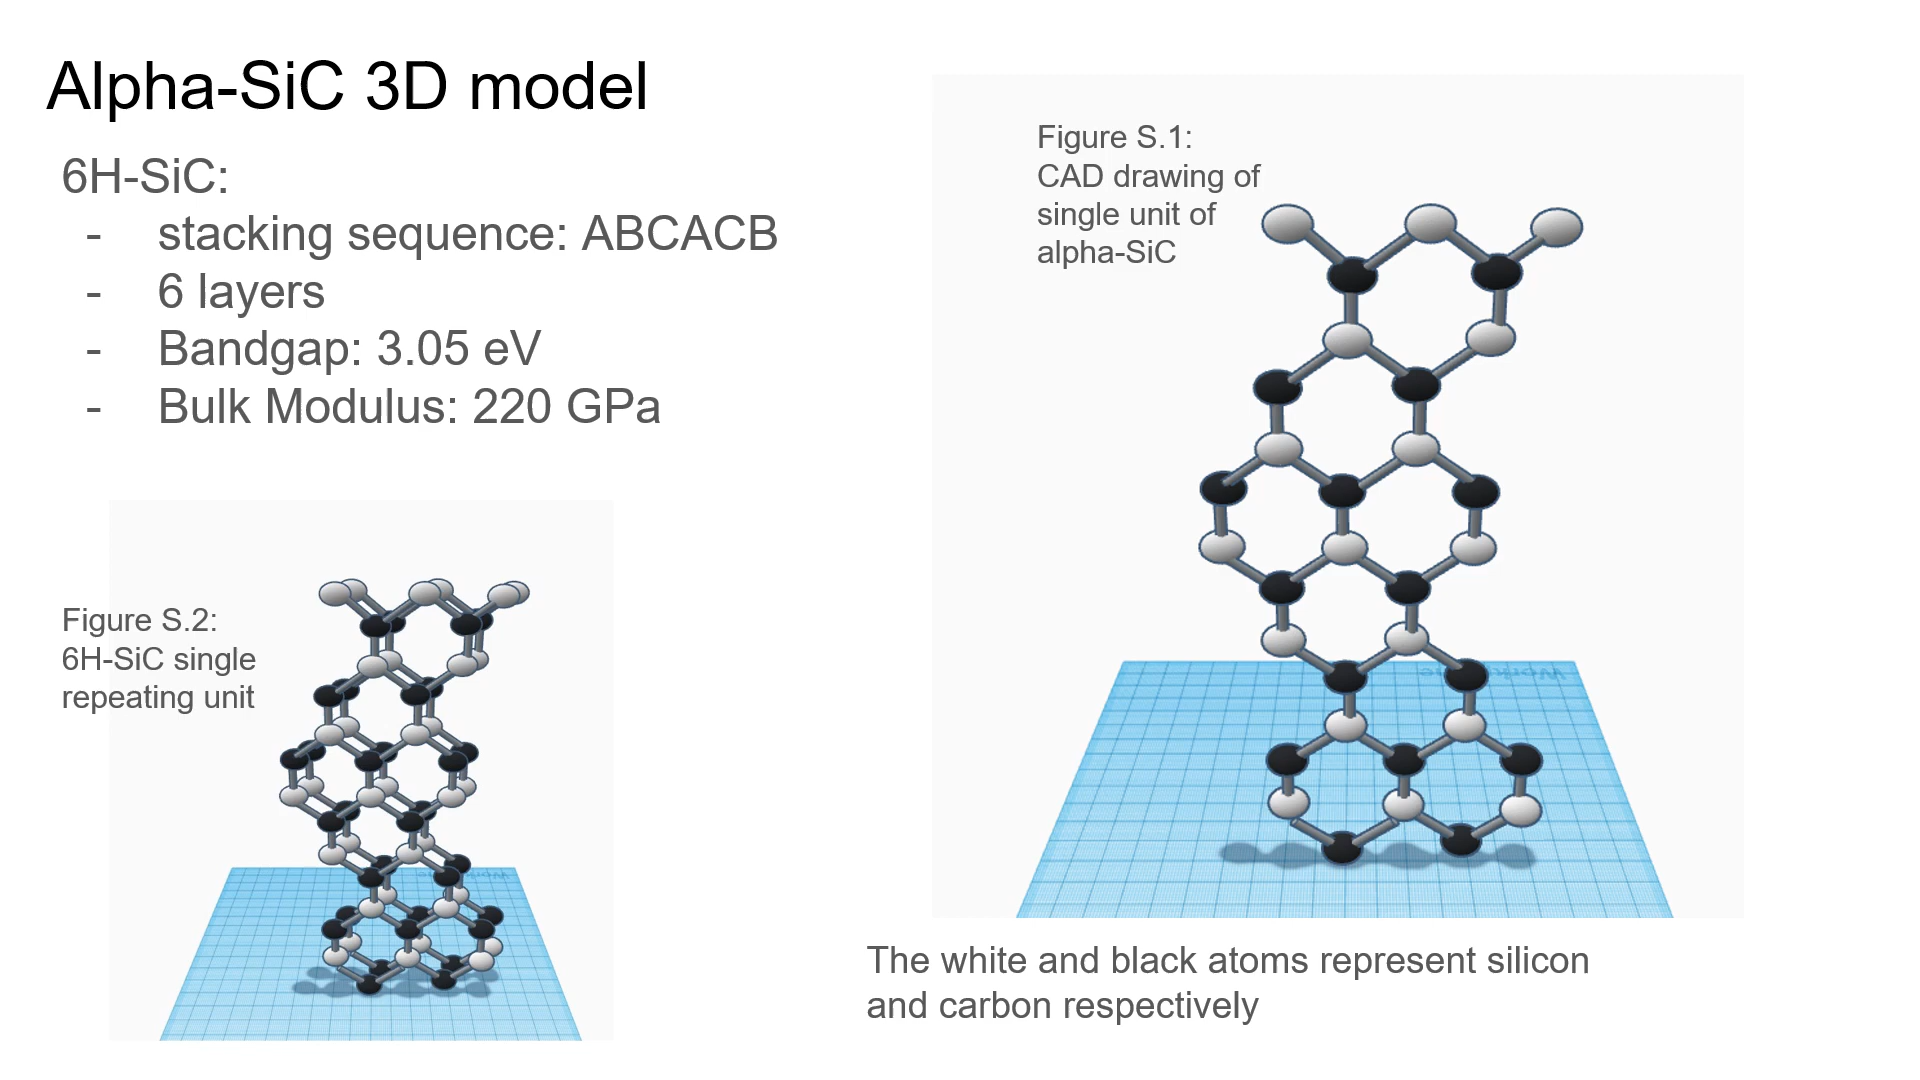 Alpha-SiC 3D model
6H-SiC:
- stacking sequence: ABCACB
- 6 layers
- Bandgap: 3.05 eV
- Bulk Modulus: 220 GPa
Figure S.1:
CAD drawing of
single unit of
alpha-SiC
Figure S.2:
6H-SiC single
repeating unit
The white and black atoms represent silicon
and carbon respectively